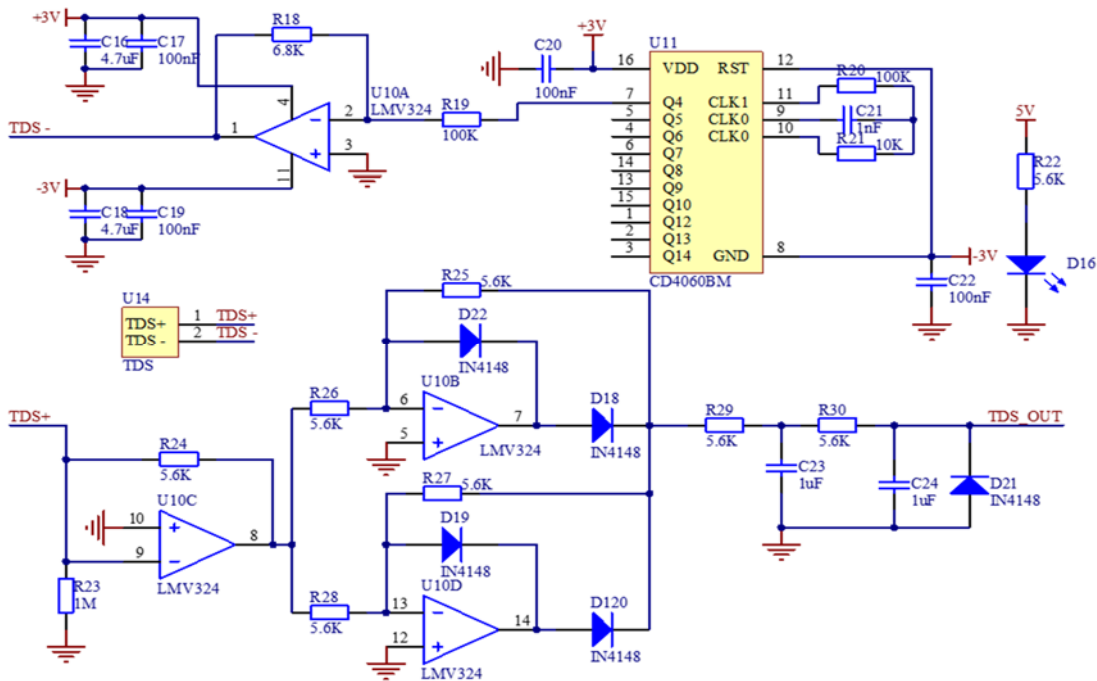 +3V
C16
4.7uF
C17
100nF
R18
6.8K
U10A
LMV324
4
1
2
3
11
TDS -
-3V
C18
4.7uF
C19
100nF
R19
100K
+3V
C20
100nF
U11
16 VDD RST 12
7 Q4 CLK1 11
5 Q5 CLK0 9
4 Q6 CLK0 10
6 Q7
14 Q8
13 Q9
15 Q10
1 Q12
2 Q13
3 Q14 GND 8
CD4060BM
R20
100K
C21
1nF
R21
10K
-3V
C22
100nF
5V
R22
5.6K
D16
U14
TDS+ 1 TDS+
TDS - 2 TDS -
TDS
R25
5.6K
D22
IN4148
R26
5.6K
U10B
6
5
7
LMV324
D18
IN4148
TDS+
R24
5.6K
U10C
10
9
8
LMV324
R23
1M
R27
5.6K
D19
IN4148
R28
5.6K
U10D
13
12
14
LMV324
D120
IN4148
R29
5.6K
R30
5.6K
TDS_OUT
C23
1uF
C24
1uF
D21
IN4148